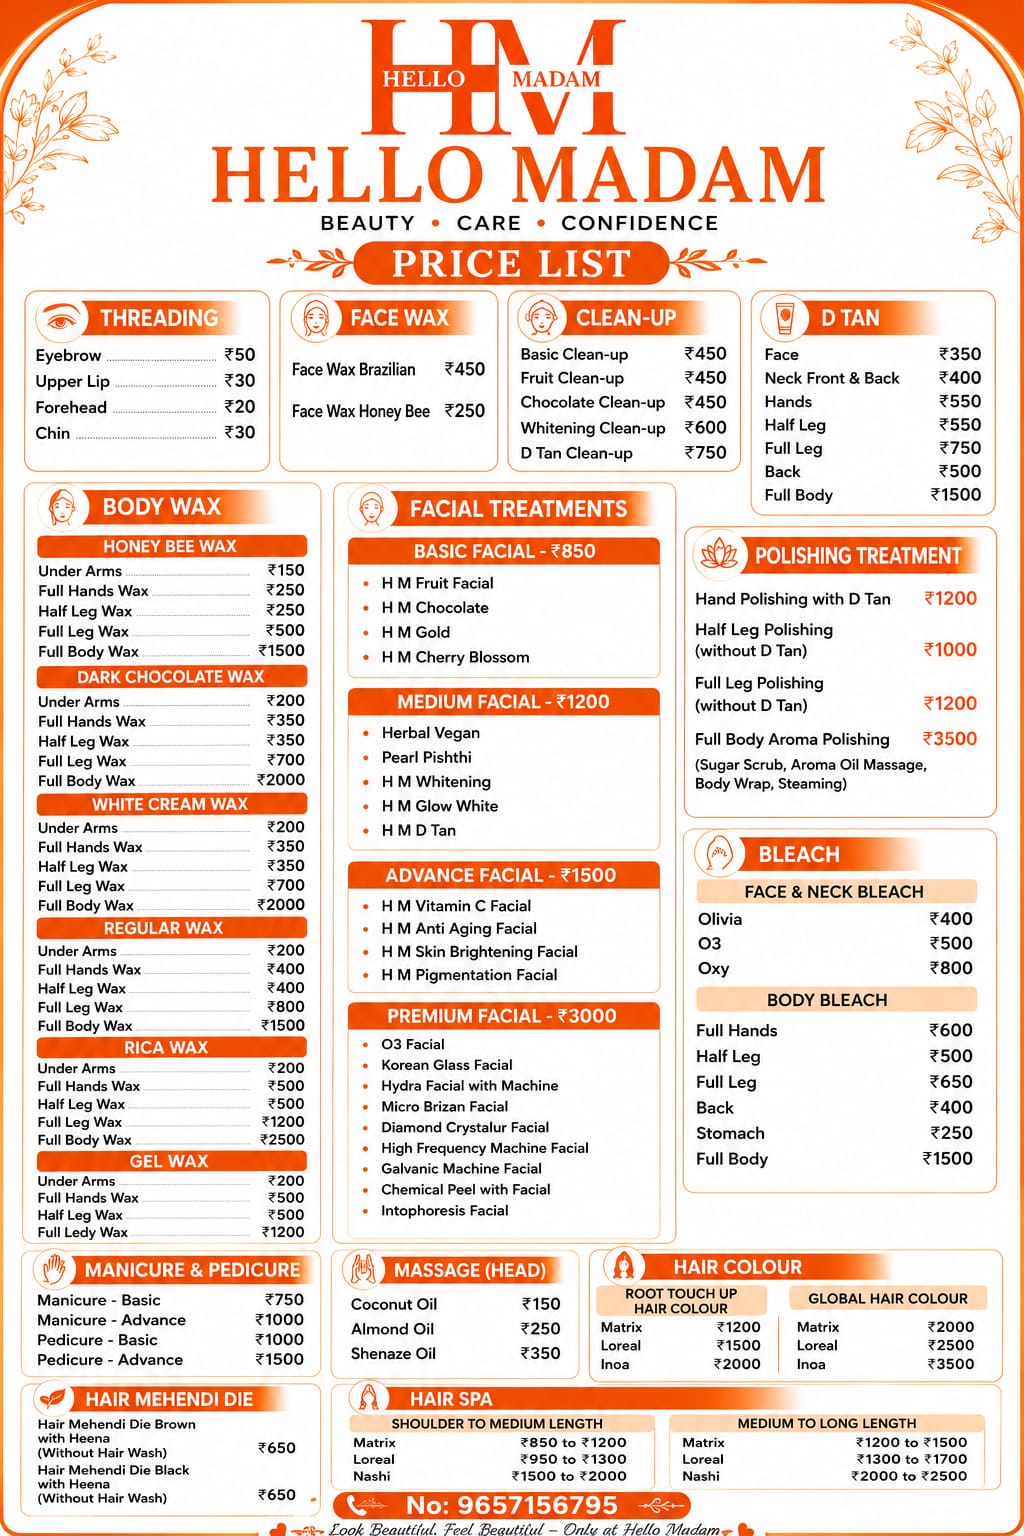 HELLO MADAM
HELLO MADAM
BEAUTY • CARE • CONFIDENCE
PRICE LIST
THREADING
Eyebrow ₹50
Upper Lip ₹30
Forehead ₹20
Chin ₹30
FACE WAX
Face Wax Brazilian ₹450
Face Wax Honey Bee ₹250
CLEAN-UP
Basic Clean-up ₹450
Fruit Clean-up ₹450
Chocolate Clean-up ₹450
Whitening Clean-up ₹600
D Tan Clean-up ₹750
D TAN
Face ₹350
Neck Front & Back ₹400
Hands ₹550
Half Leg ₹550
Full Leg ₹750
Back ₹500
Full Body ₹1500
BODY WAX
HONEY BEE WAX
Under Arms ₹150
Full Hands Wax ₹250
Half Leg Wax ₹250
Full Leg Wax ₹500
Full Body Wax ₹1500
DARK CHOCOLATE WAX
Under Arms ₹200
Full Hands Wax ₹350
Half Leg Wax ₹350
Full Leg Wax ₹700
Full Body Wax ₹2000
WHITE CREAM WAX
Under Arms ₹200
Full Hands Wax ₹350
Half Leg Wax ₹350
Full Leg Wax ₹700
Full Body Wax ₹2000
REGULAR WAX
Under Arms ₹200
Full Hands Wax ₹400
Half Leg Wax ₹400
Full Leg Wax ₹800
Full Body Wax ₹1500
RICA WAX
Under Arms ₹200
Full Hands Wax ₹500
Half Leg Wax ₹500
Full Leg Wax ₹1200
Full Body Wax ₹2500
GEL WAX
Under Arms ₹200
Full Hands Wax ₹500
Half Leg Wax ₹500
Full Ledy Wax ₹1200
FACIAL TREATMENTS
BASIC FACIAL - ₹850
• H M Fruit Facial
• H M Chocolate
• H M Gold
• H M Cherry Blossom
MEDIUM FACIAL - ₹1200
• Herbal Vegan
• Pearl Pishthi
• H M Whitening
• H M Glow White
• H M D Tan
ADVANCE FACIAL - ₹1500
• H M Vitamin C Facial
• H M Anti Aging Facial
• H M Skin Brightening Facial
• H M Pigmentation Facial
PREMIUM FACIAL - ₹3000
• O3 Facial
• Korean Glass Facial
• Hydra Facial with Machine
• Micro Brizan Facial
• Diamond Crystalur Facial
• High Frequency Machine Facial
• Galvanic Machine Facial
• Chemical Peel with Facial
• Intophoresis Facial
POLISHING TREATMENT
Hand Polishing with D Tan ₹1200
Half Leg Polishing
(without D Tan) ₹1000
Full Leg Polishing
(without D Tan) ₹1200
Full Body Aroma Polishing ₹3500
(Sugar Scrub, Aroma Oil Massage,
Body Wrap, Steaming)
BLEACH
FACE & NECK BLEACH
Olivia ₹400
O3 ₹500
Oxy ₹800
BODY BLEACH
Full Hands ₹600
Half Leg ₹500
Full Leg ₹650
Back ₹400
Stomach ₹250
Full Body ₹1500
MANICURE & PEDICURE
Manicure - Basic ₹750
Manicure - Advance ₹1000
Pedicure - Basic ₹1000
Pedicure - Advance ₹1500
MASSAGE (HEAD)
Coconut Oil ₹150
Almond Oil ₹250
Shenaze Oil ₹350
HAIR COLOUR
ROOT TOUCH UP
HAIR COLOUR
Matrix ₹1200
Loreal ₹1500
Inoa ₹2000
GLOBAL HAIR COLOUR
Matrix ₹2000
Loreal ₹2500
Inoa ₹3500
HAIR MEHENDI DIE
Hair Mehendi Die Brown
with Heena
(Without Hair Wash) ₹650
Hair Mehendi Die Black
with Heena
(Without Hair Wash) ₹650
HAIR SPA
SHOULDER TO MEDIUM LENGTH
Matrix ₹850 to ₹1200
Loreal ₹950 to ₹1300
Nashi ₹1500 to ₹2000
MEDIUM TO LONG LENGTH
Matrix ₹1200 to ₹1500
Loreal ₹1300 to ₹1700
Nashi ₹2000 to ₹2500
No: 9657156795
Look Beautiful. Feel Beautiful – Only at Hello Madam